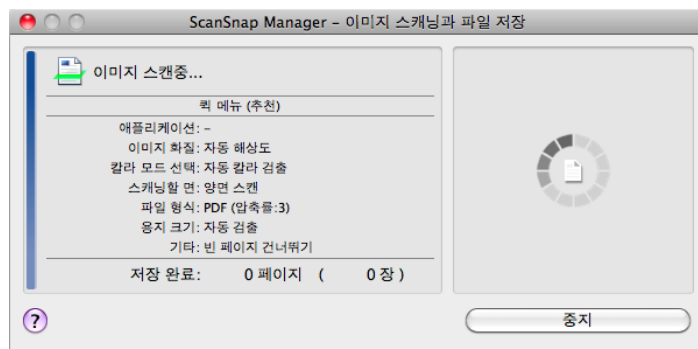 ScanSnap Manager – 이미지 스캐닝과 파일 저장
이미지 스캔중...
퀵 메뉴 (추천)
애플리케이션: –
이미지 화질: 자동 해상도
칼라 모드 선택: 자동 칼라 검출
스캐닝할 면: 양면 스캔
파일 형식: PDF (압축률:3)
용지 크기: 자동 검출
기타: 빈 페이지 건너뛰기
저장 완료: 0 페이지 ( 0 장 )
?
중지